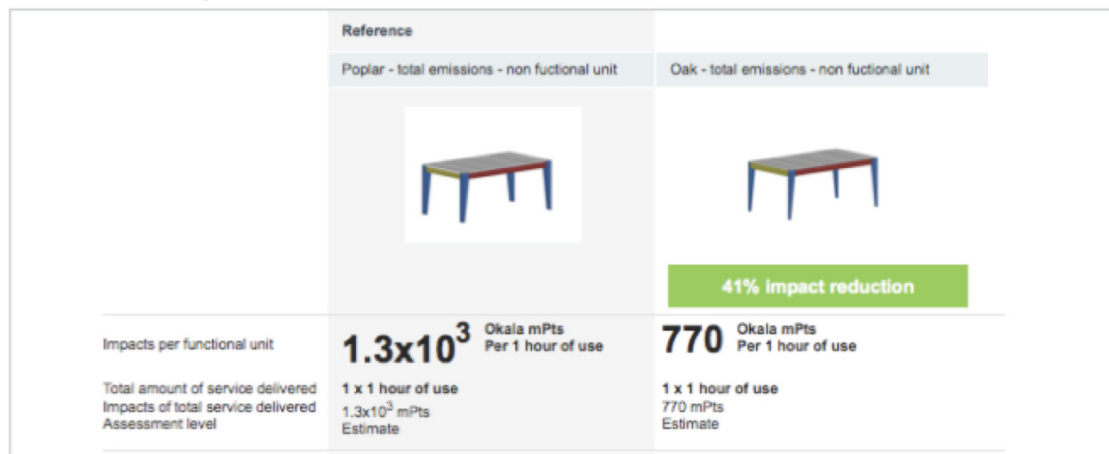 Reference
Poplar - total emissions - non fuctional unit
Oak - total emissions - non fuctional unit
41% impact reduction
Impacts per functional unit
1.3x10³ Okala mPts Per 1 hour of use
770 Okala mPts Per 1 hour of use
Total amount of service delivered 1 x 1 hour of use 1 x 1 hour of use
Impacts of total service delivered 1.3x10³ mPts 770 mPts
Assessment level Estimate Estimate